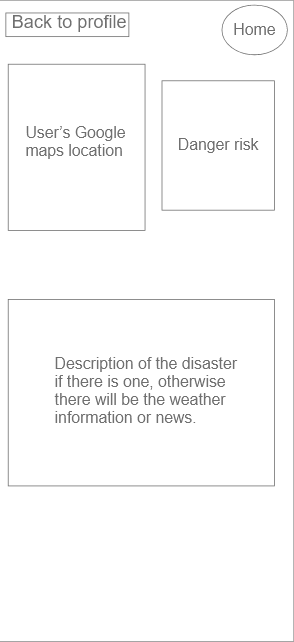 Back to profile
Home
User’s Google
maps location
Danger risk
Description of the disaster
if there is one, otherwise
there will be the weather
information or news.